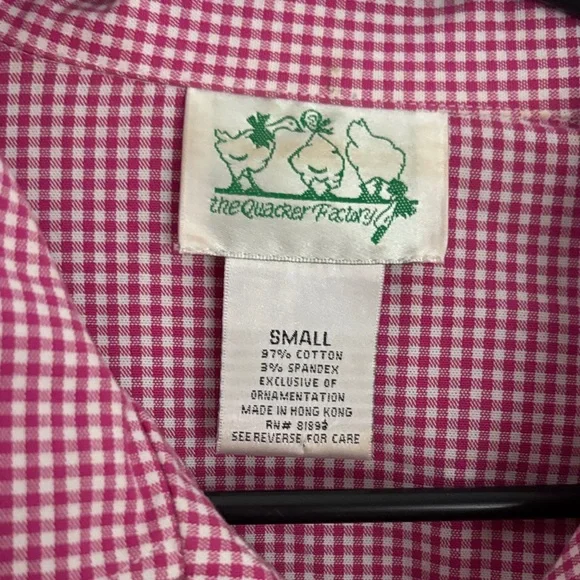 the Quacker Factory
SMALL
97% COTTON
3% SPANDEX
EXCLUSIVE OF
ORNAMENTATION
MADE IN HONG KONG
RN#
SEE REVERSE FOR CARE